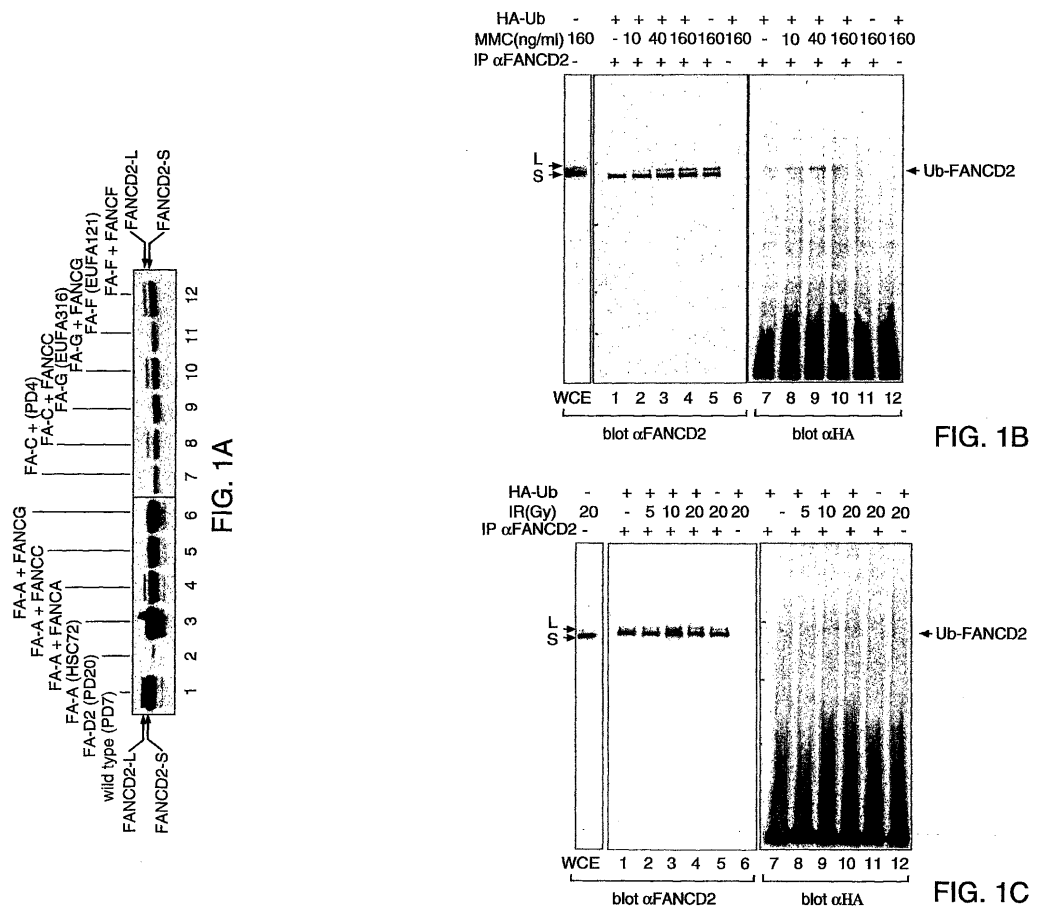 FANCD2-L
FANCD2-S
wild type (PD7)
FA-D2 (PD20)
FA-A (HSC72)
FA-A + FANCA
FA-A + FANCC
FA-A + FANCG
FA-C + (PD4)
FA-C + FANCC
FA-G (EUFA316)
FA-G + FANCG
FA-F (EUFA121)
FA-F + FANCF
FANCD2-L
FANCD2-S
1 2 3 4 5 6 7 8 9 10 11 12
FIG. 1A
HA-Ub - + + + + - + + + + + - +
MMC(ng/ml) 160 - 10 40 160 160 160 - 10 40 160 160 160
IP αFANCD2 - + + + + + - + + + + + -
L
S
Ub-FANCD2
WCE 1 2 3 4 5 6 7 8 9 10 11 12
blot αFANCD2 blot αHA
FIG. 1B
HA-Ub - + + + + - + + + + + - +
IR(Gy) 20 - 5 10 20 20 20 - 5 10 20 20 20
IP αFANCD2 - + + + + + - + + + + + -
L
S
Ub-FANCD2
WCE 1 2 3 4 5 6 7 8 9 10 11 12
blot αFANCD2 blot αHA
FIG. 1C